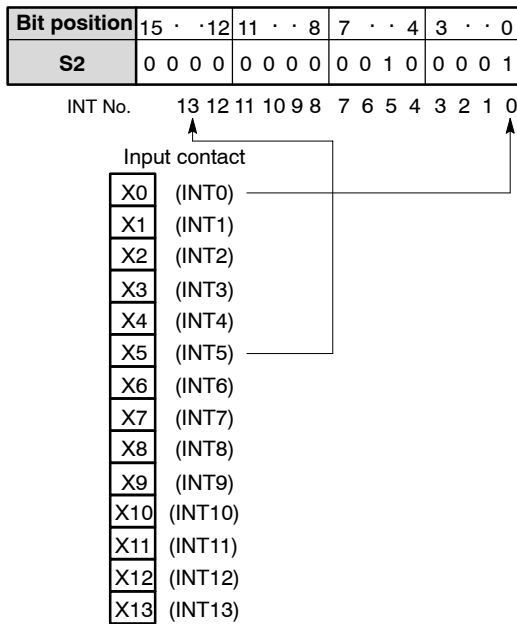 Bit position 15 · · 12 11 · · 8 7 · · 4 3 · · 0
S2 0 0 0 0 0 0 0 0 0 0 1 0 0 0 0 1
INT No. 13 12 11 10 9 8 7 6 5 4 3 2 1 0
Input contact
X0 (INT0)
X1 (INT1)
X2 (INT2)
X3 (INT3)
X4 (INT4)
X5 (INT5)
X6 (INT6)
X7 (INT7)
X8 (INT8)
X9 (INT9)
X10 (INT10)
X11 (INT11)
X12 (INT12)
X13 (INT13)